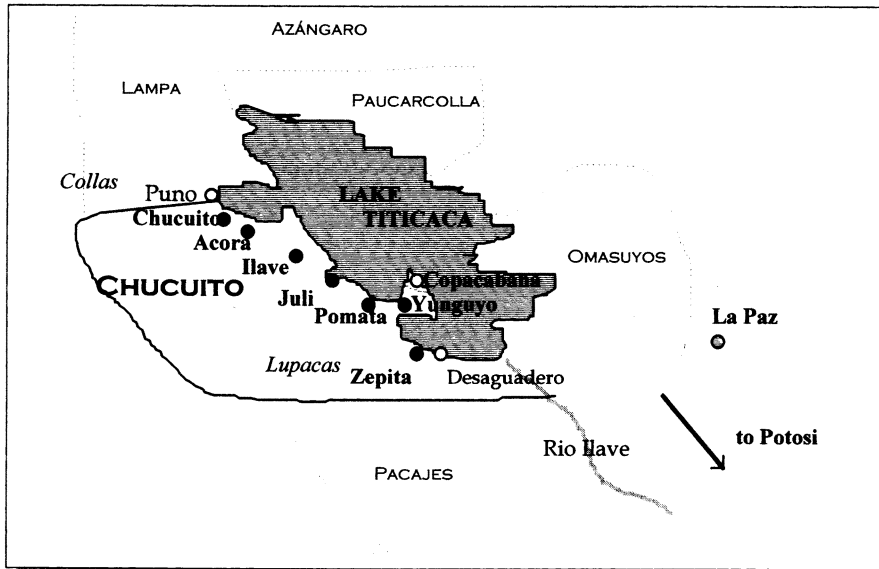 AZÁNGARO
LAMPA
PAUCARCOLLA
Collas
Puno
LAKE
TITICACA
Chucuito
Acora
OMASUYOS
Ilave
CHUCUITO
Copacabana
Juli
Pomata
Yunguyo
La Paz
Lupacas
Zepita
Desaguadero
to Potosi
Rio Ilave
PACAJES